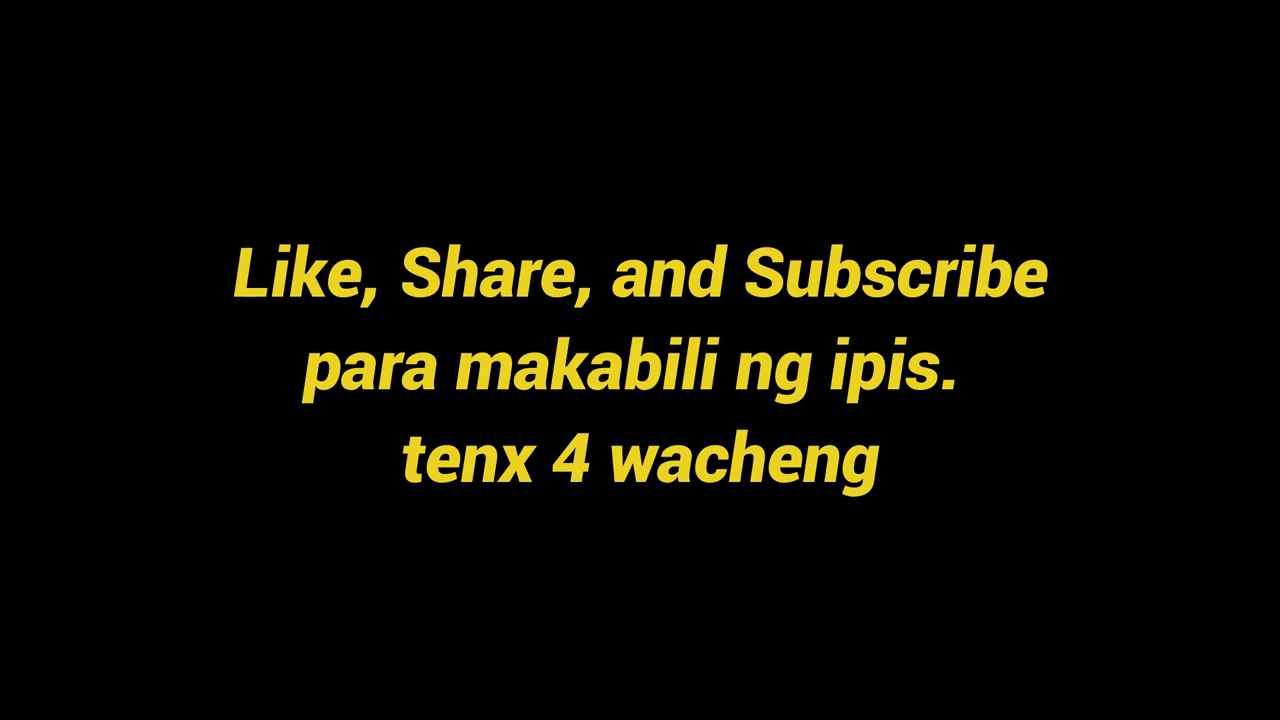 Like, Share, and Subscribe
para makabili ng ipis.
tenx 4 wacheng